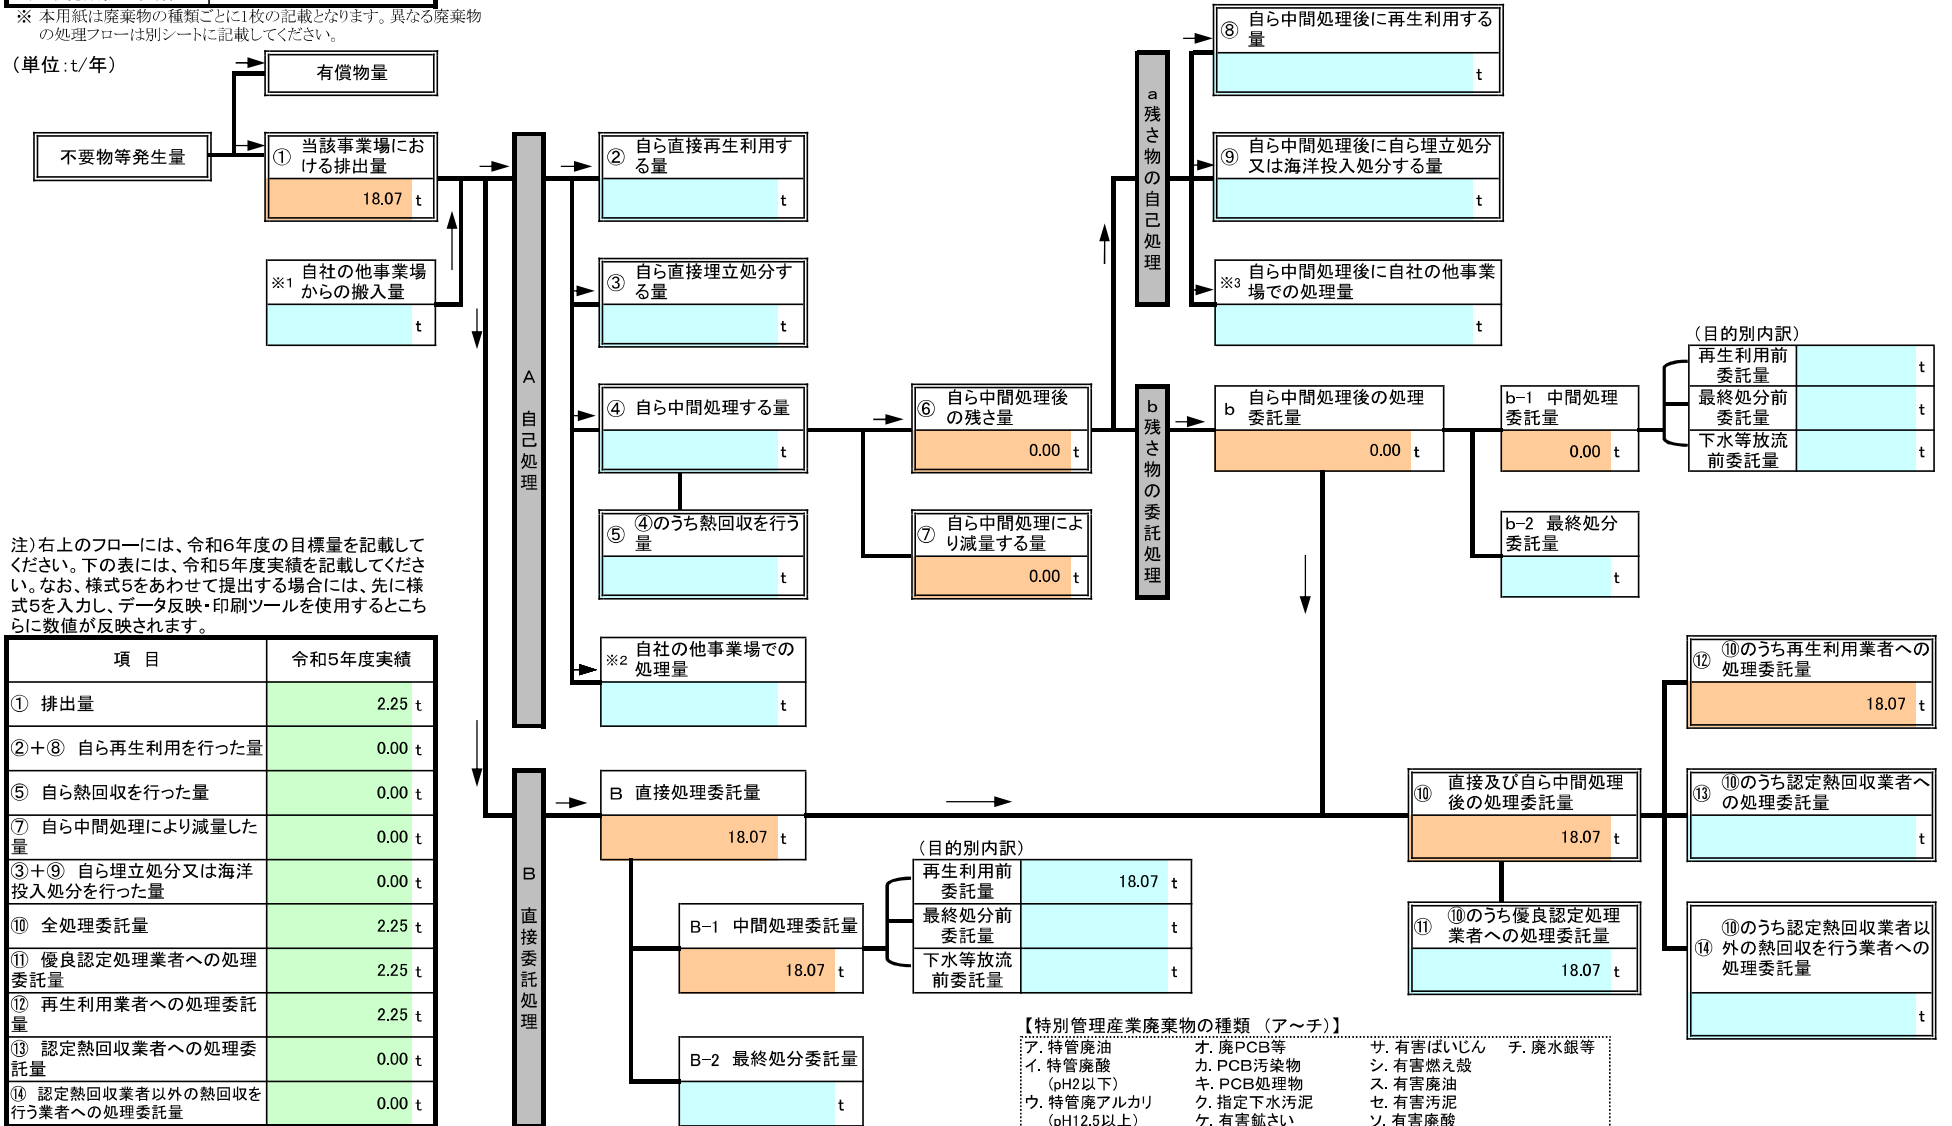 ※ 本用紙は廃棄物の種類ごとに1枚の記載となります。異なる廃棄物
の処理フローは別シートに記載してください。
(単位:t/年)
有償物量
不要物等発生量
① 当該事業場にお
ける排出量
18.07 t
※1 自社の他事業場
からの搬入量
t
A 自己処理
② 自ら直接再生利用す
る量
t
③ 自ら直接埋立処分す
る量
t
④ 自ら中間処理する量
t
⑤ ④のうち熱回収を行う
量
t
※2 自社の他事業場での
処理量
t
⑥ 自ら中間処理後
の残さ量
0.00 t
⑦ 自ら中間処理によ
り減量する量
0.00 t
a 残さ物の自己処理
⑧ 自ら中間処理後に再生利用する
量
t
⑨ 自ら中間処理後に自ら埋立処分
又は海洋投入処分する量
t
※3 自ら中間処理後に自社の他事業
場での処理量
t
b 残さ物の委託処理
b 自ら中間処理後の処理
委託量
0.00 t
b-1 中間処理
委託量
0.00 t
(目的別内訳)
再生利用前
委託量
t
最終処分前
委託量
t
下水等放流
前委託量
t
b-2 最終処分
委託量
t
注)右上のフローには、令和6年度の目標量を記載して
ください。下の表には、令和5年度実績を記載してくださ
い。なお、様式5をあわせて提出する場合には、先に様
式5を入力し、データ反映・印刷ツールを使用するとこち
らに数値が反映されます。
項 目 令和5年度実績
① 排出量 2.25 t
②+⑧ 自ら再生利用を行った量 0.00 t
⑤ 自ら熱回収を行った量 0.00 t
⑦ 自ら中間処理により減量した
量 0.00 t
③+⑨ 自ら埋立処分又は海洋
投入処分を行った量 0.00 t
⑩ 全処理委託量 2.25 t
⑪ 優良認定処理業者への処理
委託量 2.25 t
⑫ 再生利用業者への処理委託
量 2.25 t
⑬ 認定熱回収業者への処理委
託量 0.00 t
⑭ 認定熱回収業者以外の熱回収を
行う業者への処理委託量 0.00 t
B 直接委託処理
B 直接処理委託量
18.07 t
B-1 中間処理委託量
18.07 t
B-2 最終処分委託量
t
(目的別内訳)
再生利用前
委託量
18.07 t
最終処分前
委託量
t
下水等放流
前委託量
t
⑩ 直接及び自ら中間処理
後の処理委託量
18.07 t
⑪ ⑩のうち優良認定処理
業者への処理委託量
18.07 t
⑫ ⑩のうち再生利用業者への
処理委託量
18.07 t
⑬ ⑩のうち認定熱回収業者へ
の処理委託量
t
⑭ ⑩のうち認定熱回収業者以
外の熱回収を行う業者への
処理委託量
t
【特別管理産業廃棄物の種類 (ア~チ)】
ア. 特管廃油 オ. 廃PCB等 サ. 有害ばいじん チ. 廃水銀等
イ. 特管廃酸 カ. PCB汚染物 シ. 有害燃え殻
(pH2以下) キ. PCB処理物 ス. 有害廃油
ウ. 特管廃アルカリ ク. 指定下水汚泥 セ. 有害汚泥
(pH12.5以上) ケ. 有害鉱さい ソ. 有害廃酸